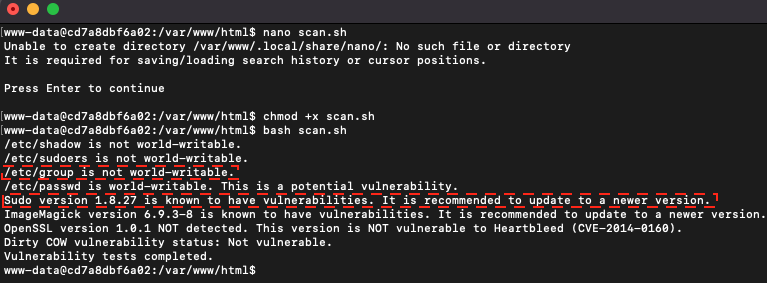 [www-data@cd7a8dbf6a02:/var/www/html$ nano scan.sh
Unable to create directory /var/www/.local/share/nano/: No such file or directory
It is required for saving/loading search history or cursor positions.
Press Enter to continue
[www-data@cd7a8dbf6a02:/var/www/html$ chmod +x scan.sh
[www-data@cd7a8dbf6a02:/var/www/html$ bash scan.sh
/etc/shadow is not world-writable.
/etc/sudoers is not world-writable.
/etc/group is not world-writable.
/etc/passwd is world-writable. This is a potential vulnerability.
Sudo version 1.8.27 is known to have vulnerabilities. It is recommended to update to a newer version.
ImageMagick version 6.9.3-8 is known to have vulnerabilities. It is recommended to update to a newer version.
OpenSSL version 1.0.1 NOT detected. This version is NOT vulnerable to Heartbleed (CVE-2014-0160).
Dirty COW vulnerability status: Not vulnerable.
Vulnerability tests completed.
www-data@cd7a8dbf6a02:/var/www/html$